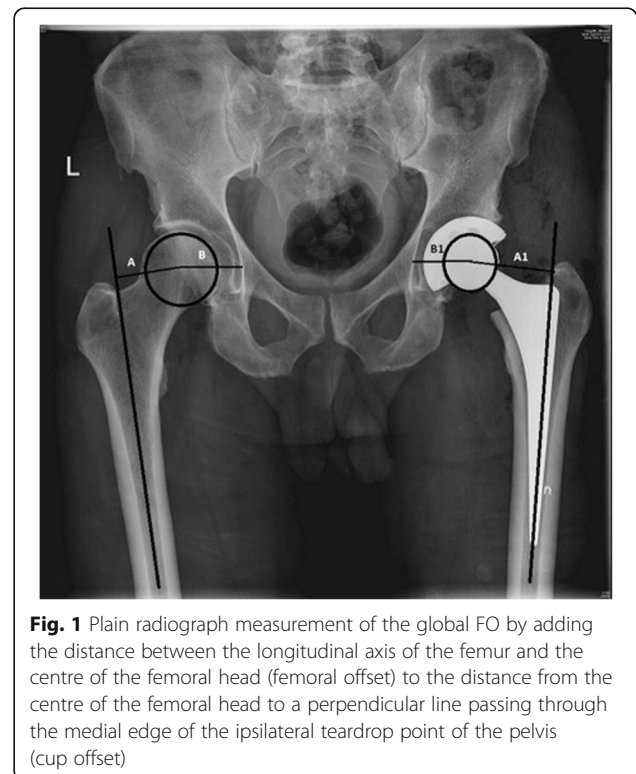 L
A
B
B1
A1
n
Fig. 1 Plain radiograph measurement of the global FO by adding
the distance between the longitudinal axis of the femur and the
centre of the femoral head (femoral offset) to the distance from the
centre of the femoral head to a perpendicular line passing through
the medial edge of the ipsilateral teardrop point of the pelvis
(cup offset)